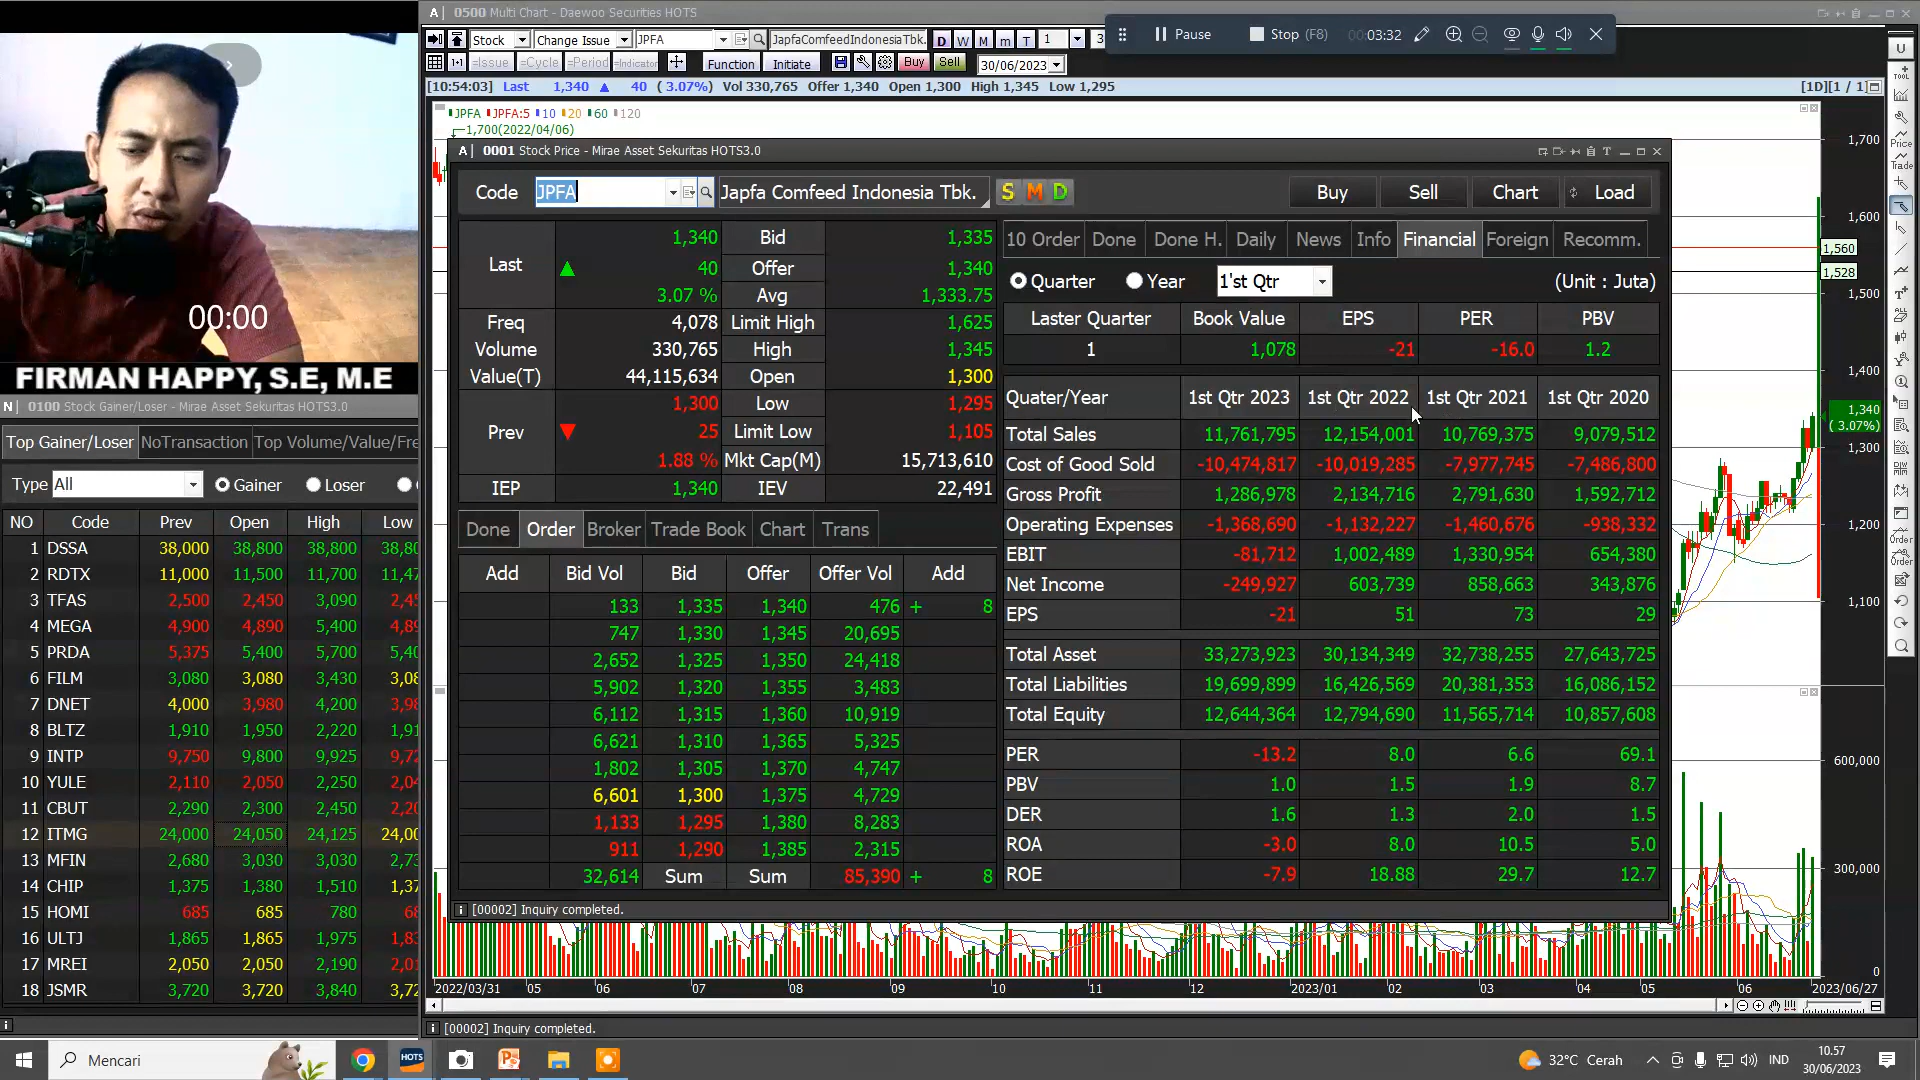 0500 Multi Chart - Daewoo Securities HOTS
Stock Change Issue JPFA JapfaComfeedIndonesiaTbk. D W M m T 1
=Issue =Cycle =Period =Indicator Function Initiate Buy Sell 30/06/2023
Pause Stop (F8) 00:03:32
[10:54:03] Last 1,340 ▲ 40 ( 3.07%) Vol 330,765 Offer 1,340 Open 1,300 High 1,345 Low 1,295 [1D][1 / 1]
JPFA JPFA:5 10 20 60 120
1,700(2022/04/06)
00:00
FIRMAN HAPPY, S.E, M.E
A 0001 Stock Price - Mirae Asset Sekuritas HOTS3.0
Code JPFA Japfa Comfeed Indonesia Tbk. S M D Buy Sell Chart Load
Last 1,340 Bid 1,335
▲ 40 Offer 1,340
3.07 % Avg 1,333.75
Freq 4,078 Limit High 1,625
Volume 330,765 High 1,345
Value(T) 44,115,634 Open 1,300
Prev 1,300 Low 1,295
▼ 25 Limit Low 1,105
1.88 % Mkt Cap(M) 15,713,610
IEP 1,340 IEV 22,491
Done Order Broker Trade Book Chart Trans
Add Bid Vol Bid Offer Offer Vol Add
133 1,335 1,340 476 + 8
747 1,330 1,345 20,695
2,652 1,325 1,350 24,418
5,902 1,320 1,355 3,483
6,112 1,315 1,360 10,919
6,621 1,310 1,365 5,325
1,802 1,305 1,370 4,747
6,601 1,300 1,375 4,729
1,133 1,295 1,380 8,283
911 1,290 1,385 2,315
32,614 Sum Sum 85,390 + 8
10 Order Done Done H. Daily News Info Financial Foreign Recomm.
Quarter Year 1'st Qtr (Unit : Juta)
Laster Quarter Book Value EPS PER PBV
1 1,078 -21 -16.0 1.2
Quater/Year 1st Qtr 2023 1st Qtr 2022 1st Qtr 2021 1st Qtr 2020
Total Sales 11,761,795 12,154,001 10,769,375 9,079,512
Cost of Good Sold -10,474,817 -10,019,285 -7,977,745 -7,486,800
Gross Profit 1,286,978 2,134,716 2,791,630 1,592,712
Operating Expenses -1,368,690 -1,132,227 -1,460,676 -938,332
EBIT -81,712 1,002,489 1,330,954 654,380
Net Income -249,927 603,739 858,663 343,876
EPS -21 51 73 29
Total Asset 33,273,923 30,134,349 32,738,255 27,643,725
Total Liabilities 19,699,899 16,426,569 20,381,353 16,086,152
Total Equity 12,644,364 12,794,690 11,565,714 10,857,608
PER -13.2 8.0 6.6 69.1
PBV 1.0 1.5 1.9 8.7
DER 1.6 1.3 2.0 1.5
ROA -3.0 8.0 10.5 5.0
ROE -7.9 18.88 29.7 12.7
[00002] Inquiry completed.
N 0100 Stock Gainer/Loser - Mirae Asset Sekuritas HOTS3.0
Top Gainer/Loser NoTransaction Top Volume/Value/Fre
Type All Gainer Loser
NO Code Prev Open High Low
1 DSSA 38,000 38,800 38,800 38,80
2 RDTX 11,000 11,500 11,700 11,47
3 TFAS 2,500 2,450 3,090 2,45
4 MEGA 4,900 4,890 5,400 4,89
5 PRDA 5,375 5,400 5,700 5,40
6 FILM 3,080 3,080 3,430 3,08
7 DNET 4,000 3,980 4,200 3,98
8 BLTZ 1,910 1,950 2,220 1,91
9 INTP 9,750 9,800 9,925 9,72
10 YULE 2,110 2,050 2,250 2,04
11 CBUT 2,290 2,300 2,450 2,20
12 ITMG 24,000 24,050 24,125 24,00
13 MFIN 2,680 3,030 3,030 2,73
14 CHIP 1,375 1,380 1,510 1,37
15 HOMI 685 685 780 68
16 ULTJ 1,865 1,865 1,975 1,83
17 MREI 2,050 2,050 2,190 2,01
18 JSMR 3,720 3,720 3,840 3,72
1,700
1,600
1,560
1,528
1,500
1,400
1,340
( 3.07%)
1,300
1,200
1,100
600,000
300,000
0
2022/03/31 05 06 07 08 09 10 11 12 2023/01 02 03 04 05 06 2023/06/27
U
TOOL
Price
Trade
Order
Order
[00002] Inquiry completed.
Mencari HOTS 32°C Cerah IND 10.57
30/06/2023